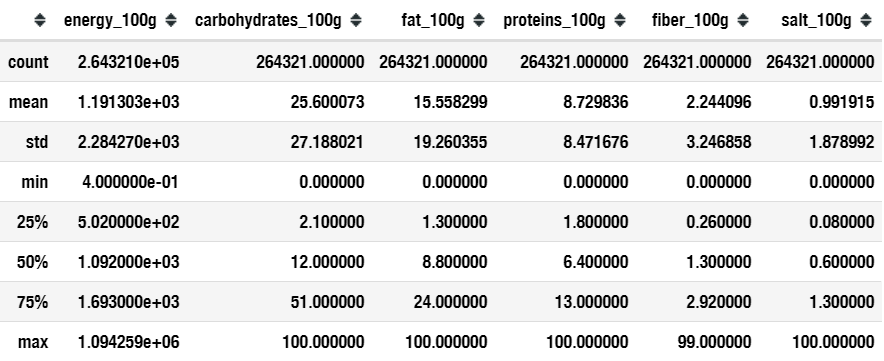 energy_100g carbohydrates_100g fat_100g proteins_100g fiber_100g salt_100g
count 2.643210e+05 264321.000000 264321.000000 264321.000000 264321.000000 264321.000000
mean 1.191303e+03 25.600073 15.558299 8.729836 2.244096 0.991915
std 2.284270e+03 27.188021 19.260355 8.471676 3.246858 1.878992
min 4.000000e-01 0.000000 0.000000 0.000000 0.000000 0.000000
25% 5.020000e+02 2.100000 1.300000 1.800000 0.260000 0.080000
50% 1.092000e+03 12.000000 8.800000 6.400000 1.300000 0.600000
75% 1.693000e+03 51.000000 24.000000 13.000000 2.920000 1.300000
max 1.094259e+06 100.000000 100.000000 100.000000 99.000000 100.000000